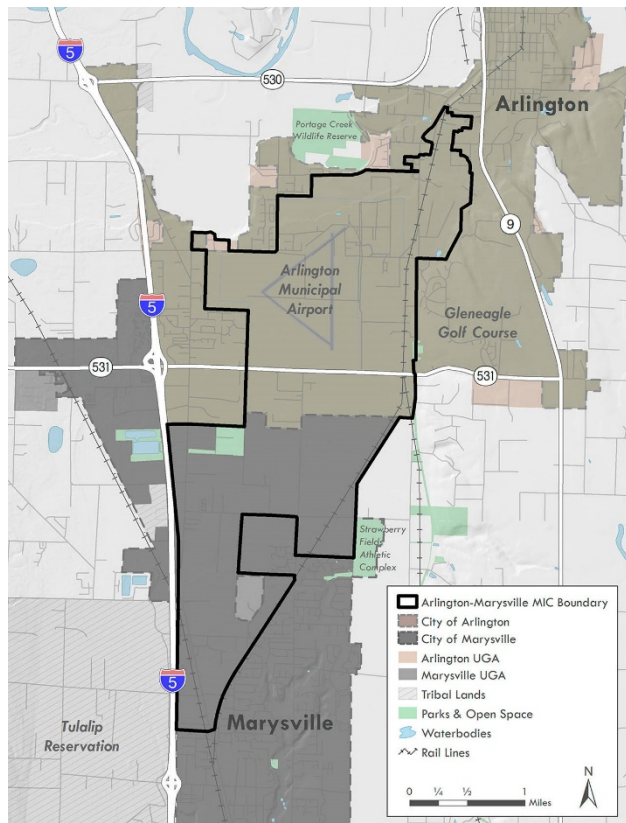 5
530
Arlington
Portage Creek
Wildlife Reserve
9
Arlington
Municipal
Airport
5
Gleneagle
Golf Course
531
531
Strawberry
Fields
Athletic
Complex
5
Marysville
Tulalip
Reservation
Arlington-Marysville MIC Boundary
City of Arlington
City of Marysville
Arlington UGA
Marysville UGA
Tribal Lands
Parks & Open Space
Waterbodies
Rail Lines
N
0 ¼ ½ 1
Miles